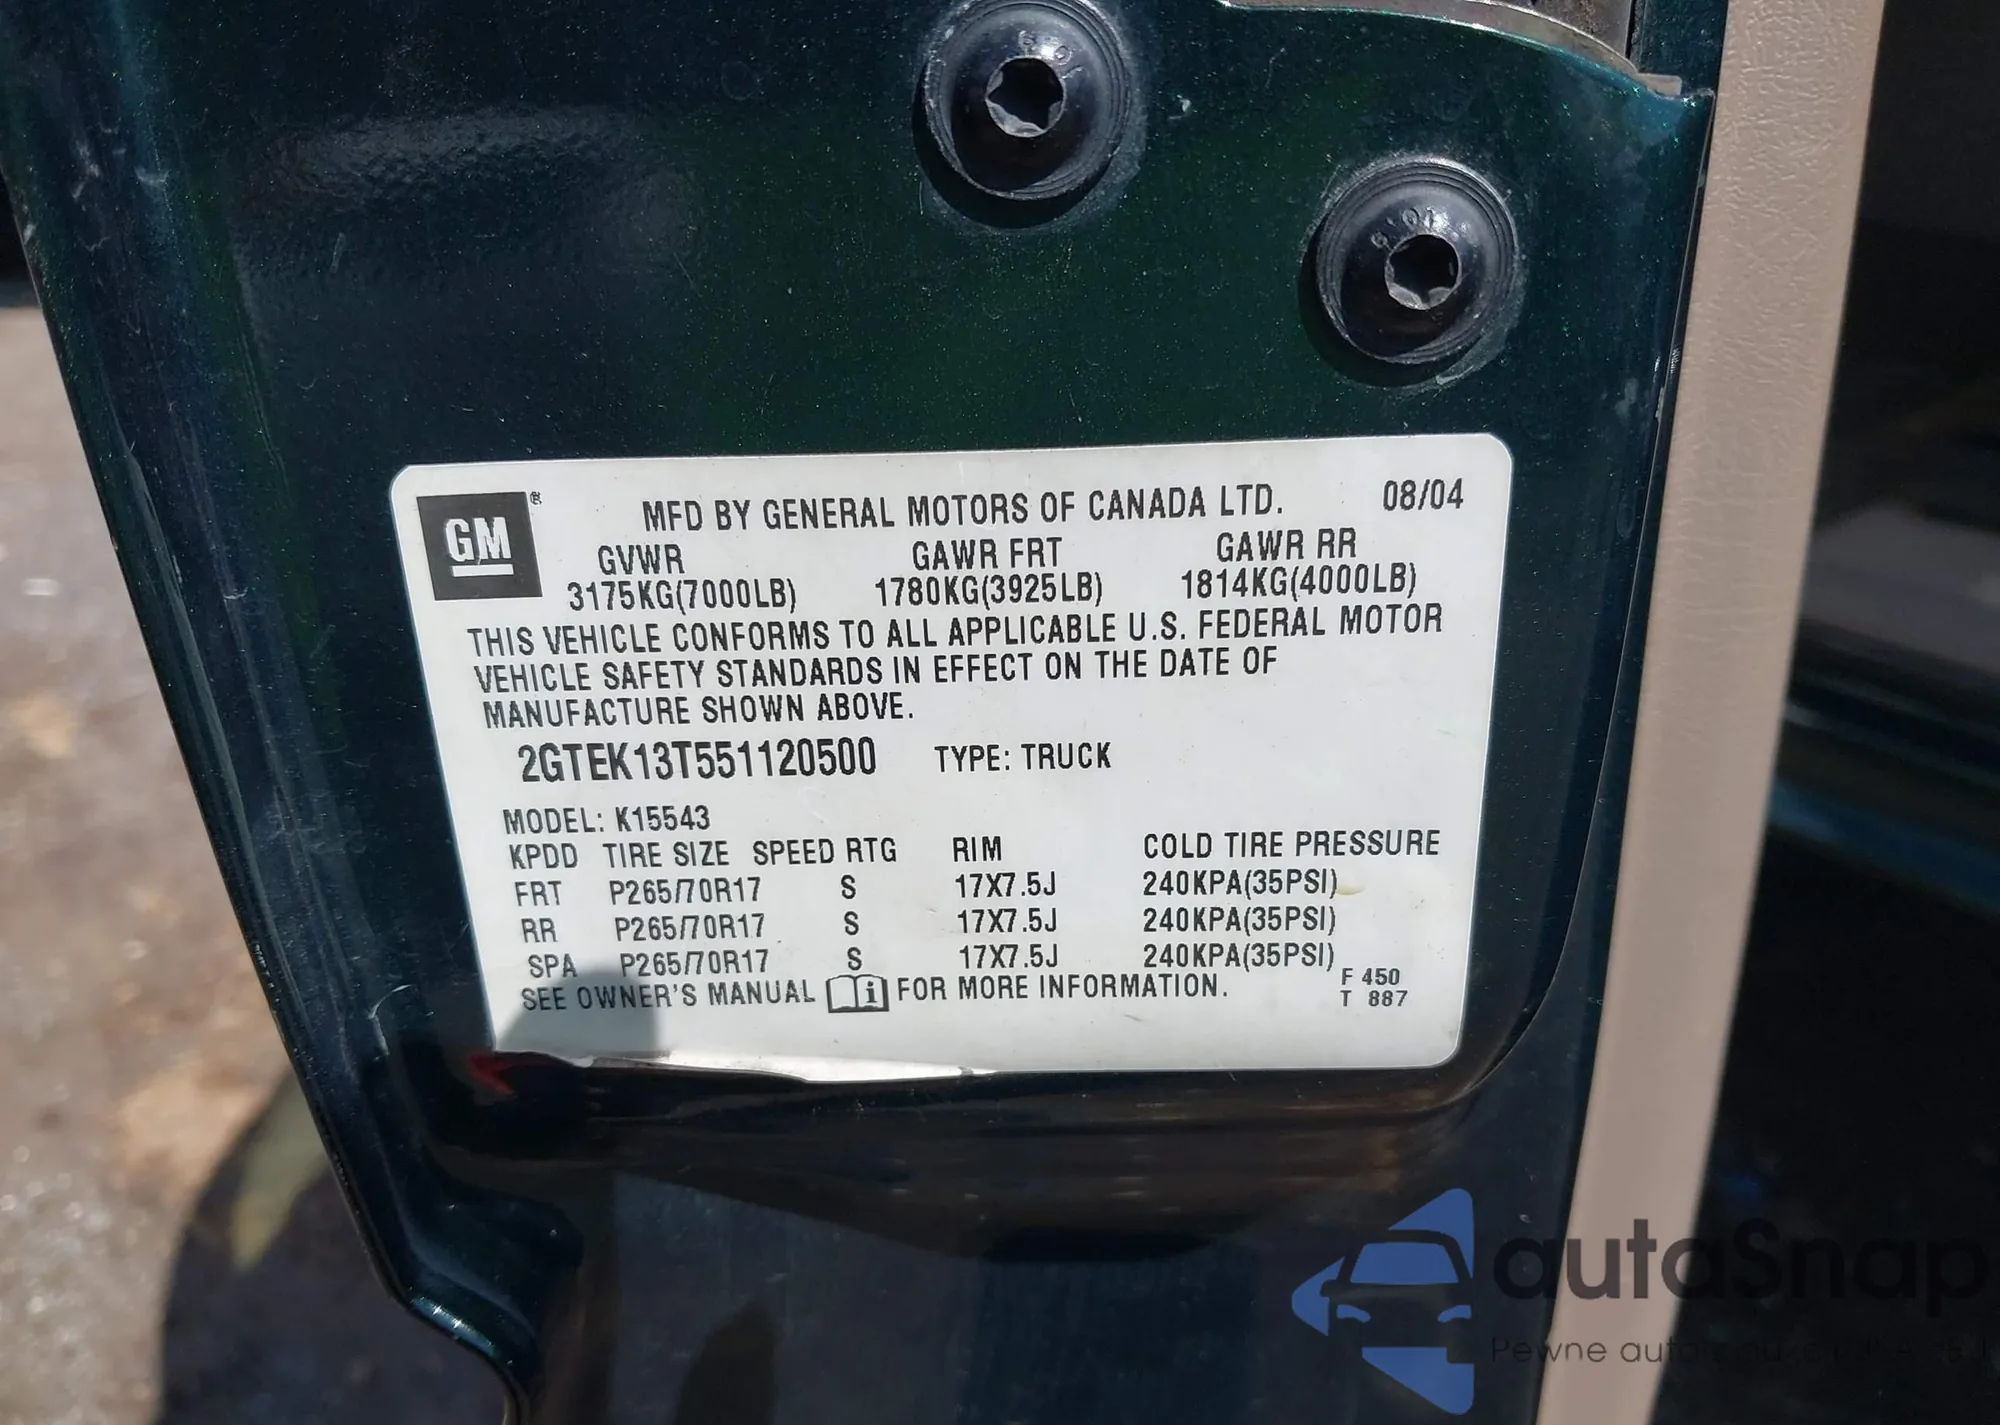 GM ®
MFD BY GENERAL MOTORS OF CANADA LTD. 08/04
GVWR GAWR FRT GAWR RR
3175KG(7000LB) 1780KG(3925LB) 1814KG(4000LB)
THIS VEHICLE CONFORMS TO ALL APPLICABLE U.S. FEDERAL MOTOR
VEHICLE SAFETY STANDARDS IN EFFECT ON THE DATE OF
MANUFACTURE SHOWN ABOVE.
2GTEK13T551120500 TYPE: TRUCK
MODEL: K15543
KPDD TIRE SIZE SPEED RTG RIM COLD TIRE PRESSURE
FRT P265/70R17 S 17X7.5J 240KPA(35PSI)
RR P265/70R17 S 17X7.5J 240KPA(35PSI)
SPA P265/70R17 S 17X7.5J 240KPA(35PSI)
SEE OWNER'S MANUAL i FOR MORE INFORMATION.
F 450
T 887
autoSnap
Pewne auto